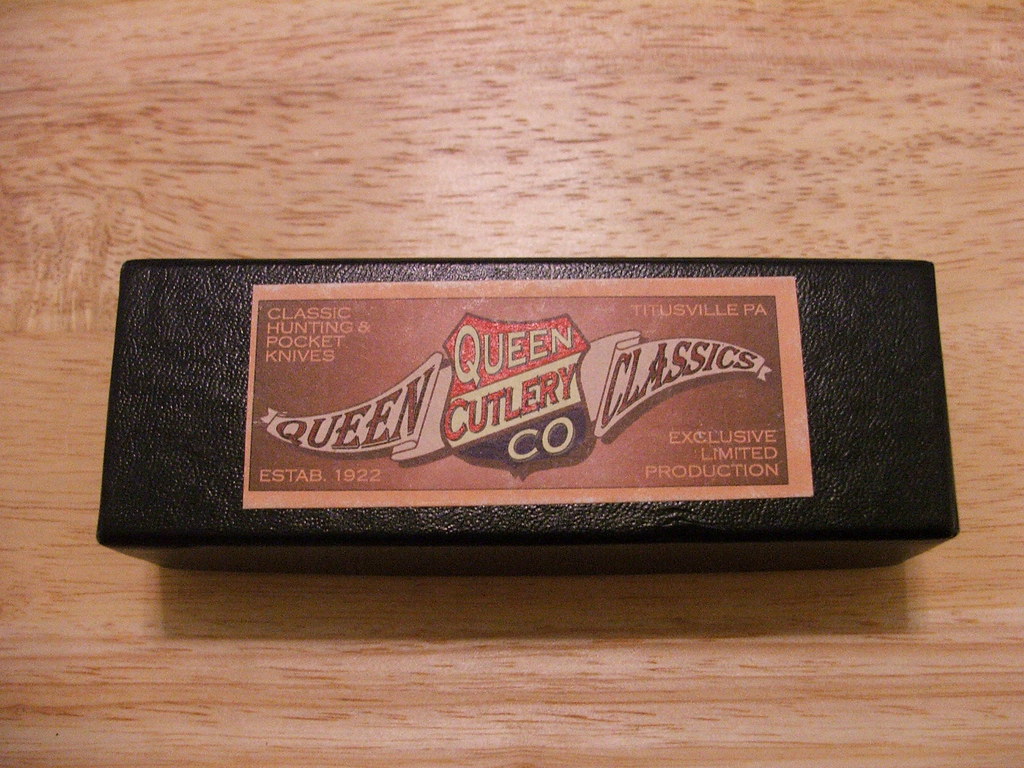 CLASSIC
HUNTING &
POCKET
KNIVES
TITUSVILLE PA
QUEEN
CUTLERY
CO
QUEEN CLASSICS
ESTAB. 1922
EXCLUSIVE
LIMITED
PRODUCTION